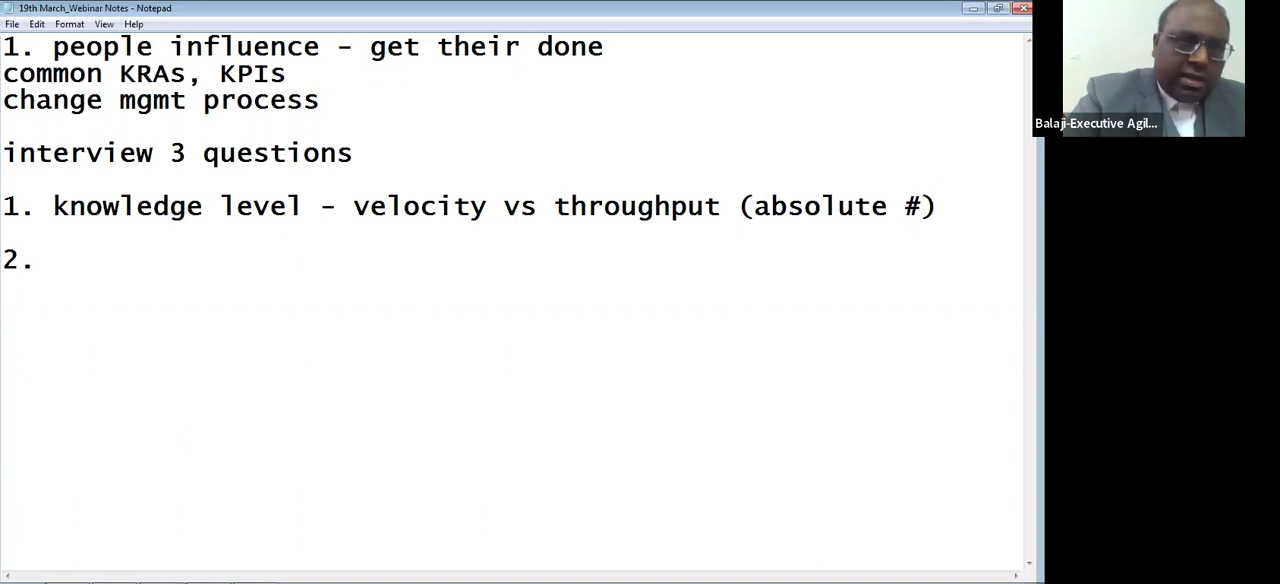 19th March_Webinar Notes - Notepad
File Edit Format View Help
1. people influence - get their done
common KRAs, KPIs
change mgmt process
interview 3 questions
1. knowledge level - velocity vs throughput (absolute #)
2.
Balaji-Executive Agil...